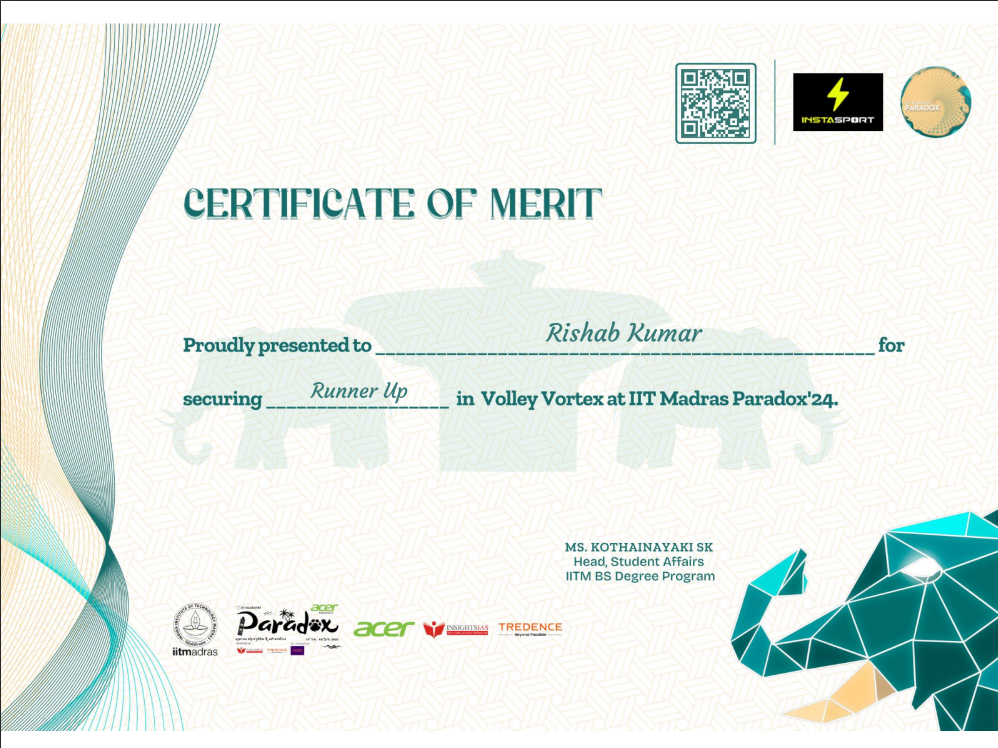 INSTASPORT
PARADOX
CERTIFICATE OF MERIT
Proudly presented to Rishab Kumar for
securing Runner Up in Volley Vortex at IIT Madras Paradox'24.
MS. KOTHAINAYAKI SK
Head, Student Affairs
IITM BS Degree Program
iitmadras
acer
Paradox
acer
INSIGHTSIAS
TREDENCE
Beyond Possible